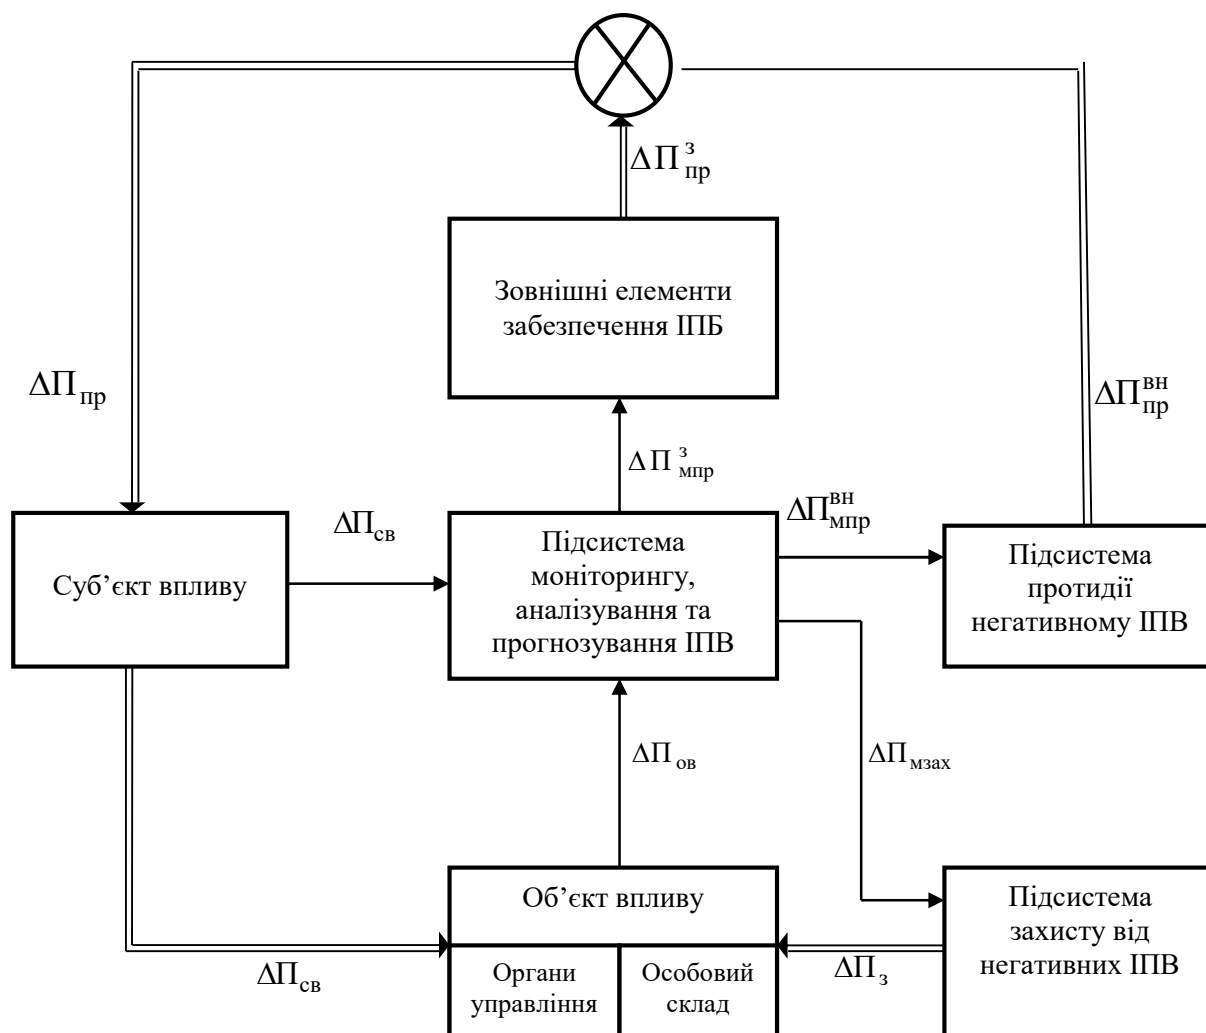 ΔП з пр
Зовнішні елементи
забезпечення ІПБ
ΔП пр
ΔП вн пр
ΔП з мпр
ΔП вн мпр
ΔП св
Суб’єкт впливу
Підсистема
моніторингу,
аналізування та
прогнозування ІПВ
Підсистема
протидії
негативному ІПВ
ΔП ов
ΔП мзах
Об’єкт впливу
Органи
управління
Особовий
склад
Підсистема
захисту від
негативних ІПВ
ΔП св
ΔП з